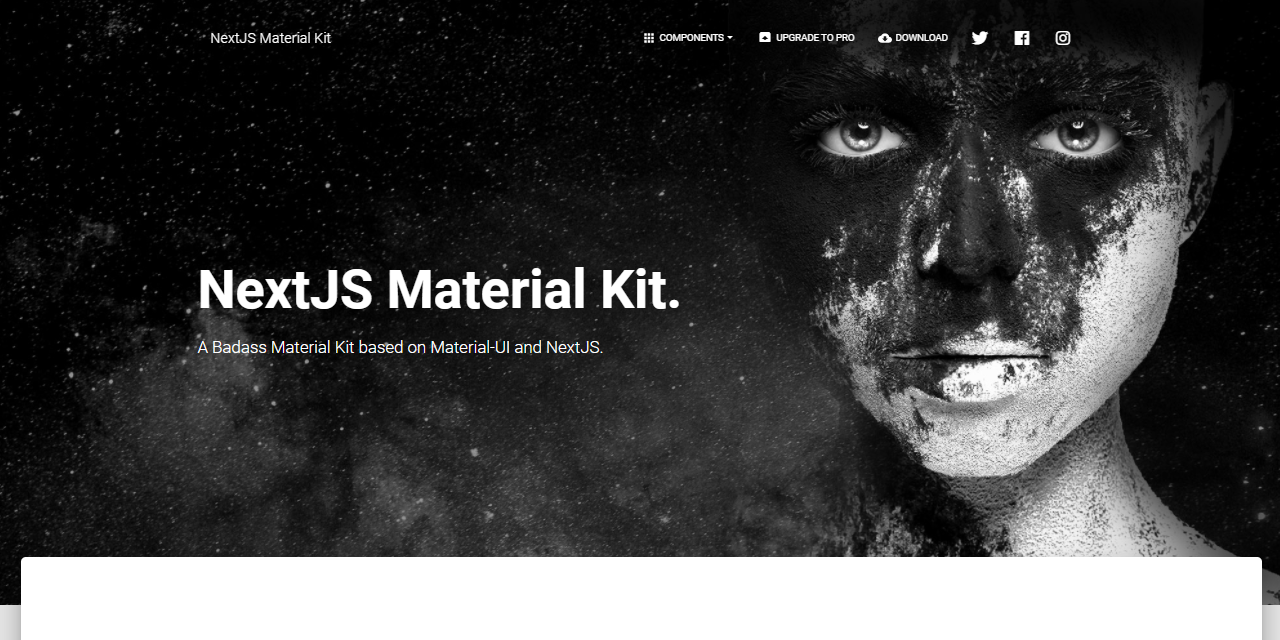 NextJS Material Kit
COMPONENTS
UPGRADE TO PRO
DOWNLOAD
NextJS Material Kit.
A Badass Material Kit based on Material-UI and NextJS.